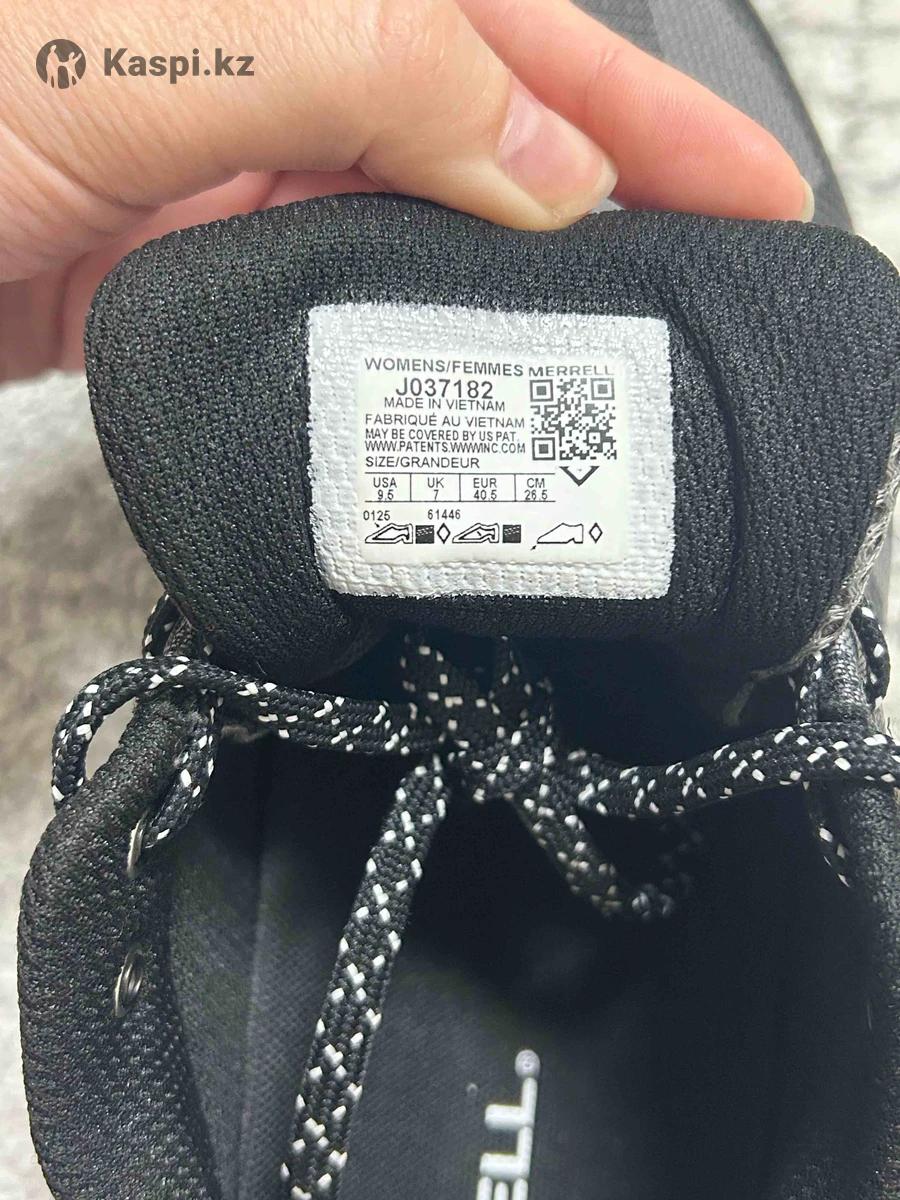 Kaspi.kz
WOMENS/FEMMES MERRELL
J037182
MADE IN VIETNAM
FABRIQUÉ AU VIETNAM
MAY BE COVERED BY US PAT.
WWW.PATENTS.WWWINC.COM
SIZE/GRANDEUR
USA UK EUR CM
9.5 7 40.5 26.5
0125 61446
ELL®